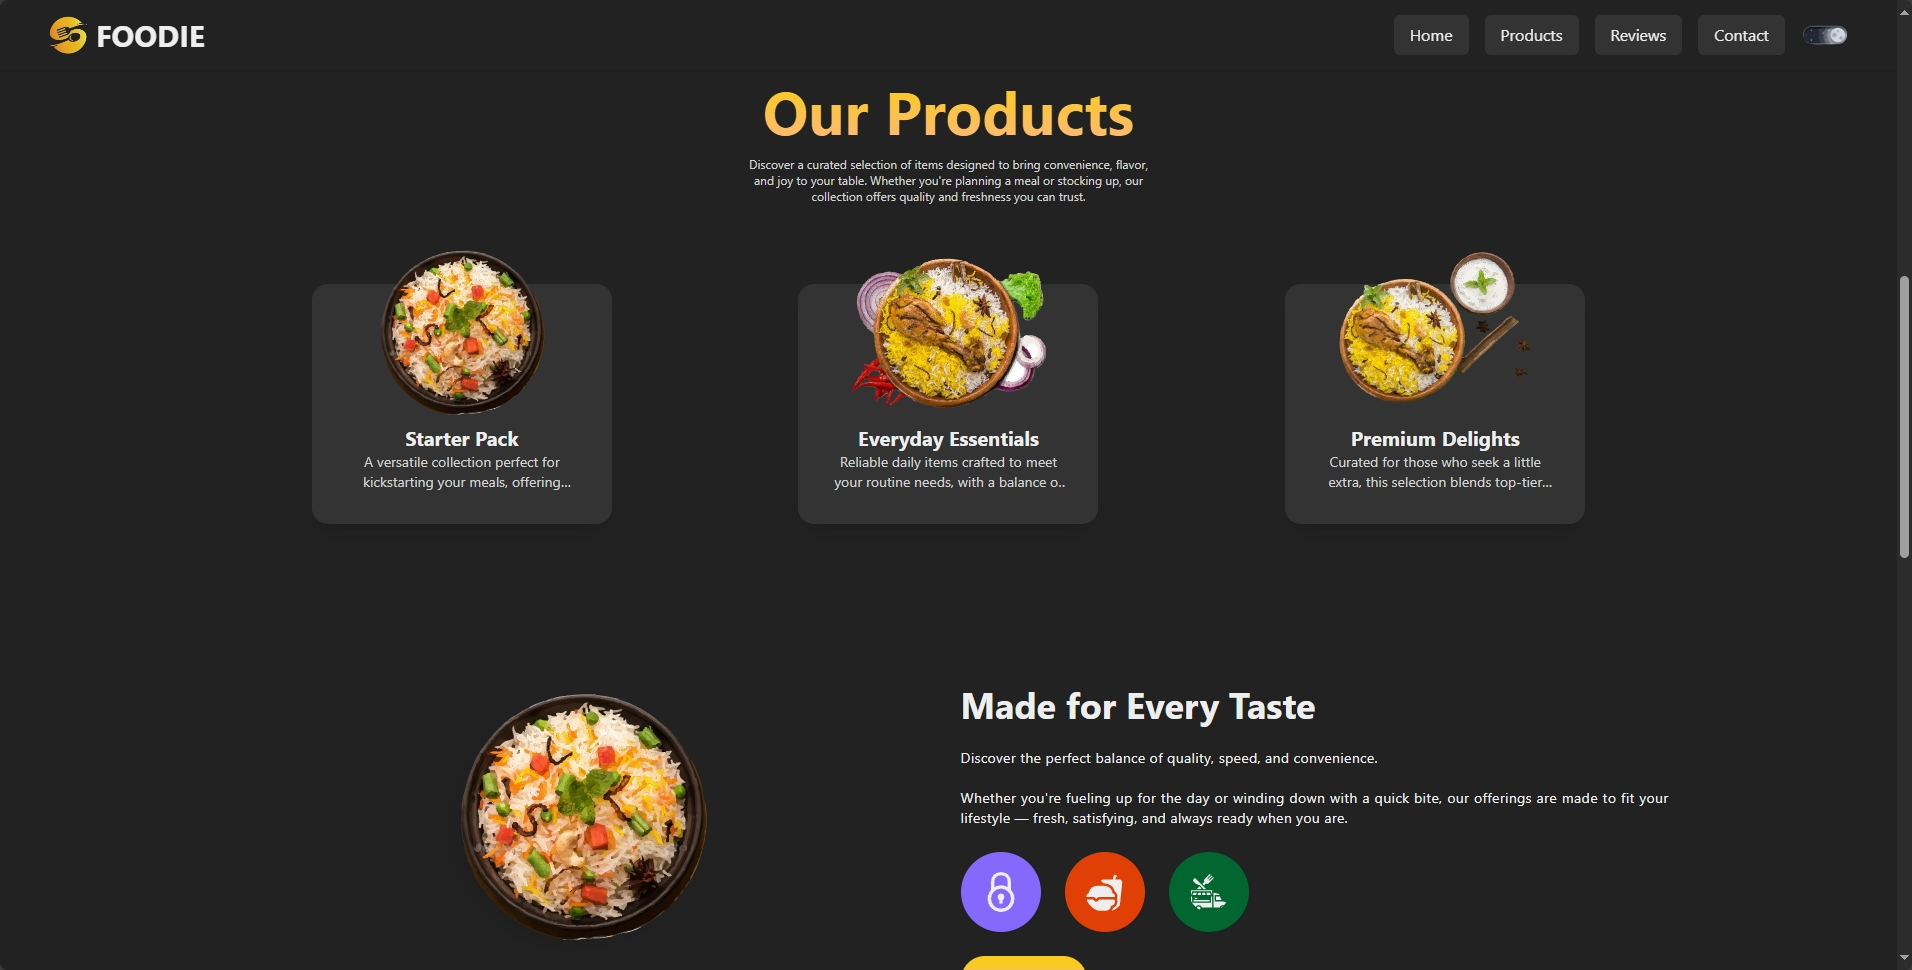 FOODIE
Home
Products
Reviews
Contact
Our Products
Discover a curated selection of items designed to bring convenience, flavor,
and joy to your table. Whether you're planning a meal or stocking up, our
collection offers quality and freshness you can trust.
Starter Pack
A versatile collection perfect for
kickstarting your meals, offering...
Everyday Essentials
Reliable daily items crafted to meet
your routine needs, with a balance o..
Premium Delights
Curated for those who seek a little
extra, this selection blends top-tier...
Made for Every Taste
Discover the perfect balance of quality, speed, and convenience.
Whether you're fueling up for the day or winding down with a quick bite, our offerings are made to fit your
lifestyle — fresh, satisfying, and always ready when you are.